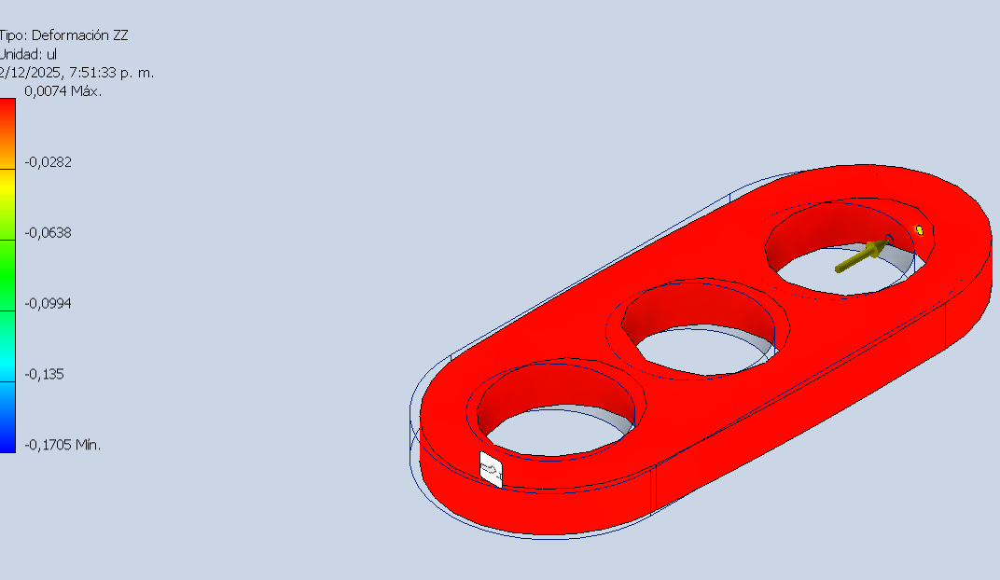 Tipo: Deformación ZZ
Unidad: ul
2/12/2025, 7:51:33 p. m.
0,0074 Máx.
-0,0282
-0,0638
-0,0994
-0,135
-0,1705 Mín.